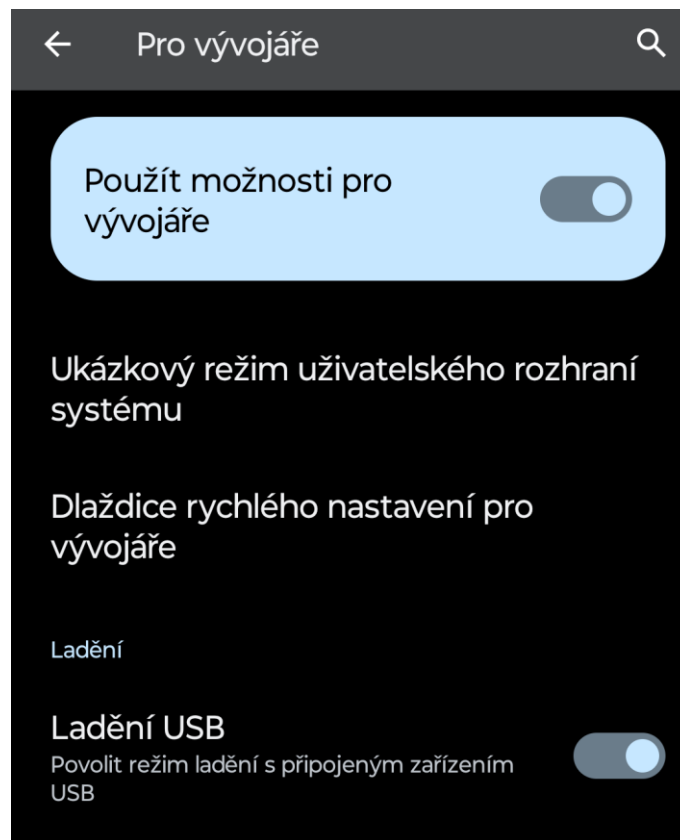 Pro vývojáře
Použít možnosti pro
vývojáře
Ukázkový režim uživatelského rozhraní
systému
Dlaždice rychlého nastavení pro
vývojáře
Ladění
Ladění USB
Povolit režim ladění s připojeným zařízením
USB